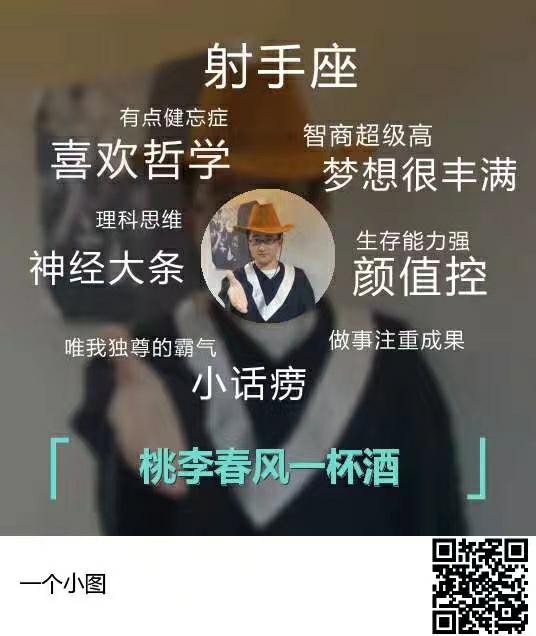 射手座
有点健忘症
智商超级高
喜欢哲学
梦想很丰满
理科思维
生存能力强
神经大条
颜值控
唯我独尊的霸气
做事注重成果
小话痨
「桃李春风一杯酒」
一个小图